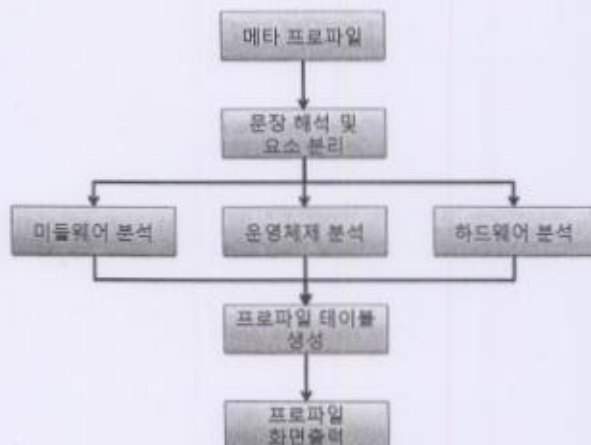 메타 프로파일
문장 해석 및
요소 분리
미들웨어 분석
운영체제 분석
하드웨어 분석
프로파일 테이블
생성
프로파일
화면출력